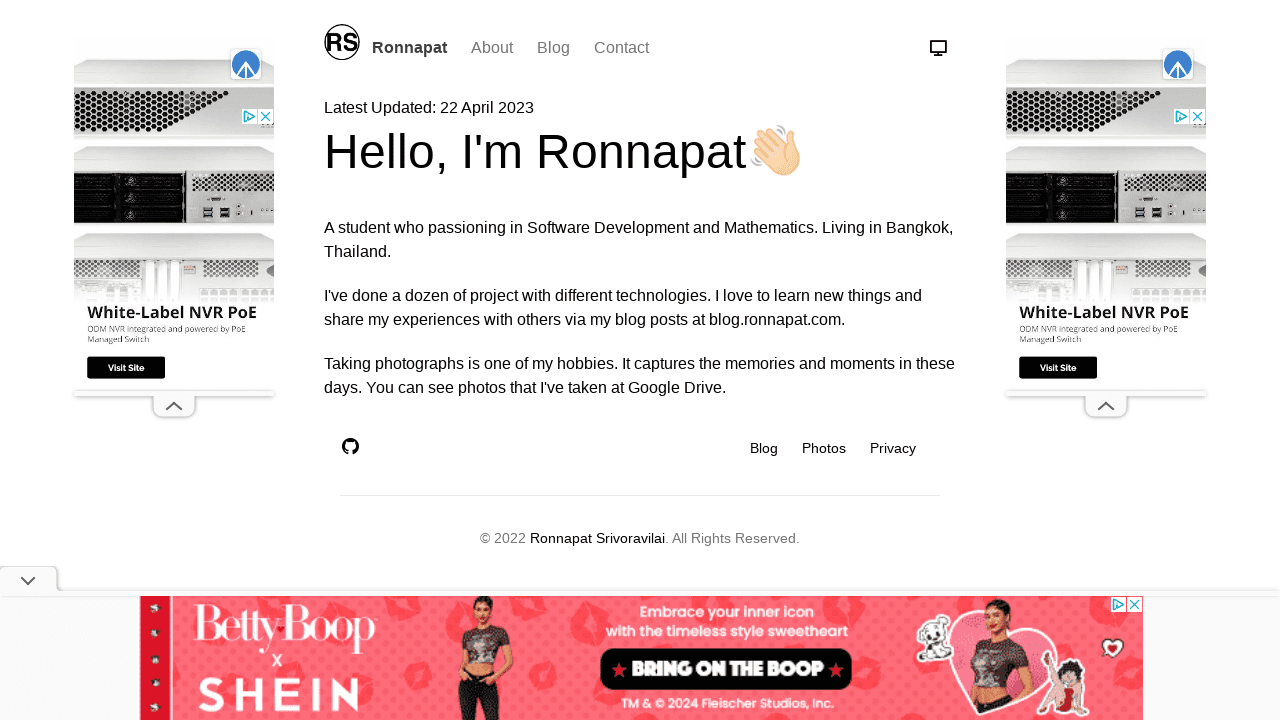 RS
Ronnapat
About
Blog
Contact
Latest Updated: 22 April 2023
Hello, I'm Ronnapat
A student who passioning in Software Development and Mathematics. Living in Bangkok,
Thailand.
I've done a dozen of project with different technologies. I love to learn new things and
share my experiences with others via my blog posts at blog.ronnapat.com.
Taking photographs is one of my hobbies. It captures the memories and moments in these
days. You can see photos that I've taken at Google Drive.
Blog
Photos
Privacy
© 2022 Ronnapat Srivoravilai. All Rights Reserved.
White-Label NVR PoE
ODM NVR integrated and powered by PoE
Managed Switch
Visit Site
White-Label NVR PoE
ODM NVR integrated and powered by PoE
Managed Switch
Visit Site
Betty Boop
X
SHEIN
Embrace your inner icon
with the timeless style sweetheart
BRING ON THE BOOP
TM & © 2024 Fleischer Studios, Inc.